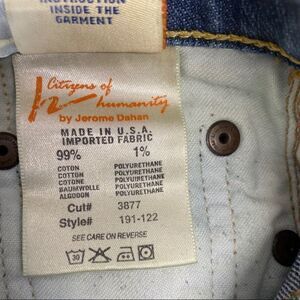 INSTRUCTION
INSIDE THE
GARMENT
Citizens of
humanity
by Jerome Dahan
MADE IN U.S.A.
IMPORTED FABRIC
99% 1%
COTON POLYURETHANE
COTTON POLYURETHANE
COTONE POLIURETHANE
BAUMWOLLE POLYURETHANE
ALGODON POLYURETHANE
Cut# 3877
Style# 191-122
SEE CARE ON REVERSE
30